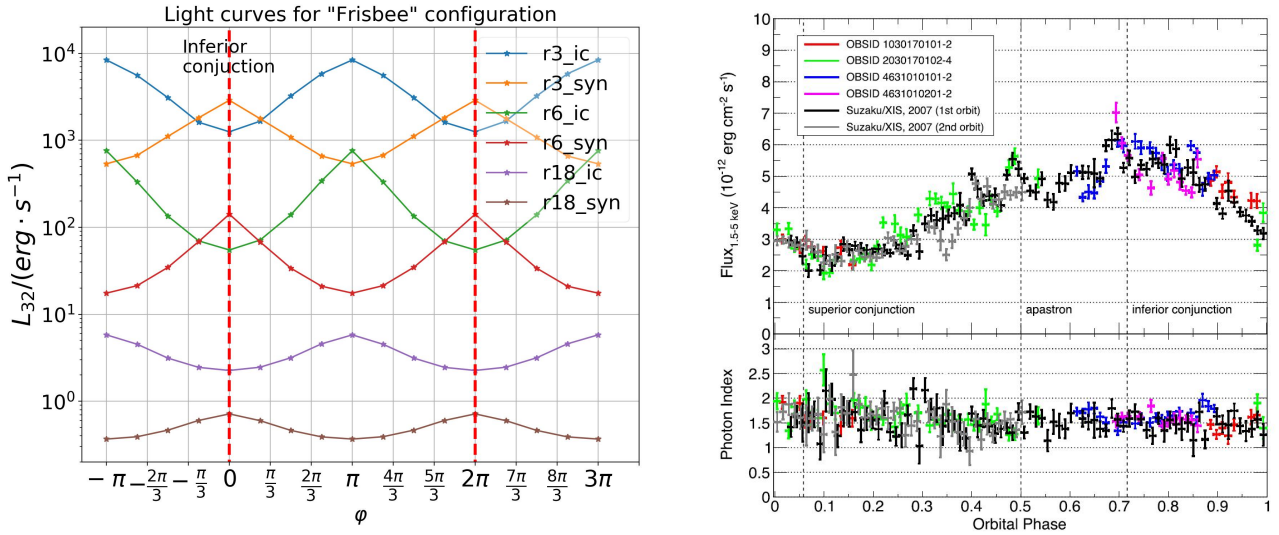 Light curves for "Frisbee" configuration
L_32/(erg · s^-1)
10^4
10^3
10^2
10^1
10^0
Inferior
conjuction
r3_ic
r3_syn
r6_ic
r6_syn
r18_ic
r18_syn
−π −2π/3 −π/3 0 π/3 2π/3 π 4π/3 5π/3 2π 7π/3 8π/3 3π
φ
Flux_1.5-5 keV (10^-12 erg cm^-2 s^-1)
10
9
8
7
6
5
4
3
2
1
0
OBSID 1030170101-2
OBSID 2030170102-4
OBSID 4631010101-2
OBSID 4631010201-2
Suzaku/XIS, 2007 (1st orbit)
Suzaku/XIS, 2007 (2nd orbit)
superior conjunction
apastron
inferior conjunction
Photon Index
3
2.5
2
1.5
1
0.5
0
0 0.1 0.2 0.3 0.4 0.5 0.6 0.7 0.8 0.9 1
Orbital Phase